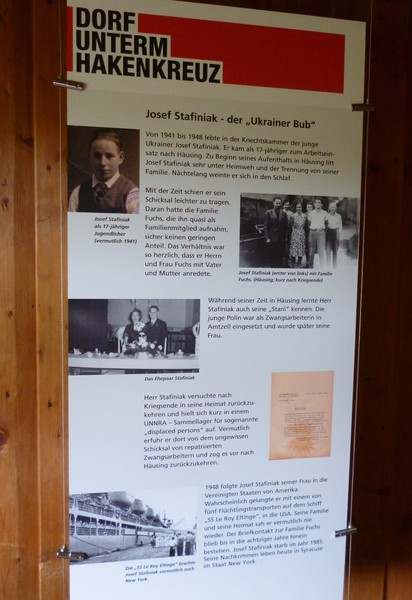 DORF
UNTERM
HAKENKREUZ
Josef Stafiniak - der „Ukrainer Bub“
Von 1941 bis 1948 lebte in der Knechtskammer der junge
Ukrainer Josef Stafiniak. Er kam als 17-jähriger zum Arbeitsein-
satz nach Häusing. Zu Beginn seines Aufenthalts in Häusing litt
Josef Stafiniak sehr unter Heimweh und der Trennung von seiner
Familie. Nächtelang weinte er sich in den Schlaf.
Josef Stafiniak
als 17-jähriger
Jugendlicher
(vermutlich 1941)
Mit der Zeit schien er sein
Schicksal leichter zu tragen.
Daran hatte die Familie
Fuchs, die ihn quasi als
Familienmitglied aufnahm,
sicher keinen geringen
Anteil. Das Verhältnis war
so herzlich, dass er Herrn
und Frau Fuchs mit Vater
und Mutter anredete.
Josef Stafiniak (erster von links) mit Familie
Fuchs, (Häusing; kurz nach Kriegsende)
Während seiner Zeit in Häusing lernte Herr
Stafiniak auch seine „Stani“ kennen. Die
junge Polin war als Zwangsarbeiterin in
Amtzell eingesetzt und wurde später seine
Frau.
Das Ehepaar Stafiniak
Herr Stafiniak versuchte nach
Kriegsende in seine Heimat zurückzu-
kehren und hielt sich kurz in einem
UNNRA – Sammellager für sogenannte
„displaced persons“ auf. Vermutlich
erfuhr er dort von dem ungewissen
Schicksal von repatriierten
Zwangsarbeitern und zog es vor nach
Häusing zurückzukehren.
1948 folgte Josef Stafiniak seiner Frau in die
Vereinigten Staaten von Amerika.
Wahrscheinlich gelangte er mit einem von
fünf Flüchtlingstransporten auf dem Schiff
„SS Le Roy Eltinge“, in die USA. Seine Familie
und seine Heimat sah er vermutlich nie
wieder. Der Briefkontakt zur Familie Fuchs
blieb bis in die achtziger Jahre hinein
bestehen. Josef Stafiniak starb im Jahr 1985.
Seine Nachkommen leben heute in Syracuse
im Staat New York.
Die „SS Le Roy Eltinge“ brachte
Josef Stafiniak vermutlich nach
New York.